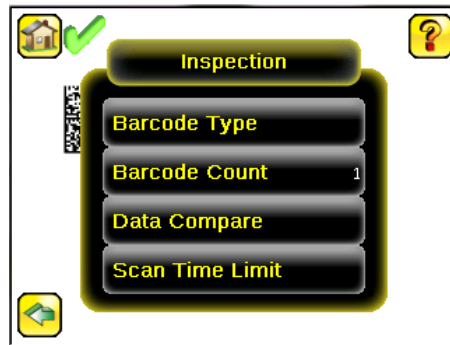 Inspection
Barcode Type
Barcode Count 1
Data Compare
Scan Time Limit